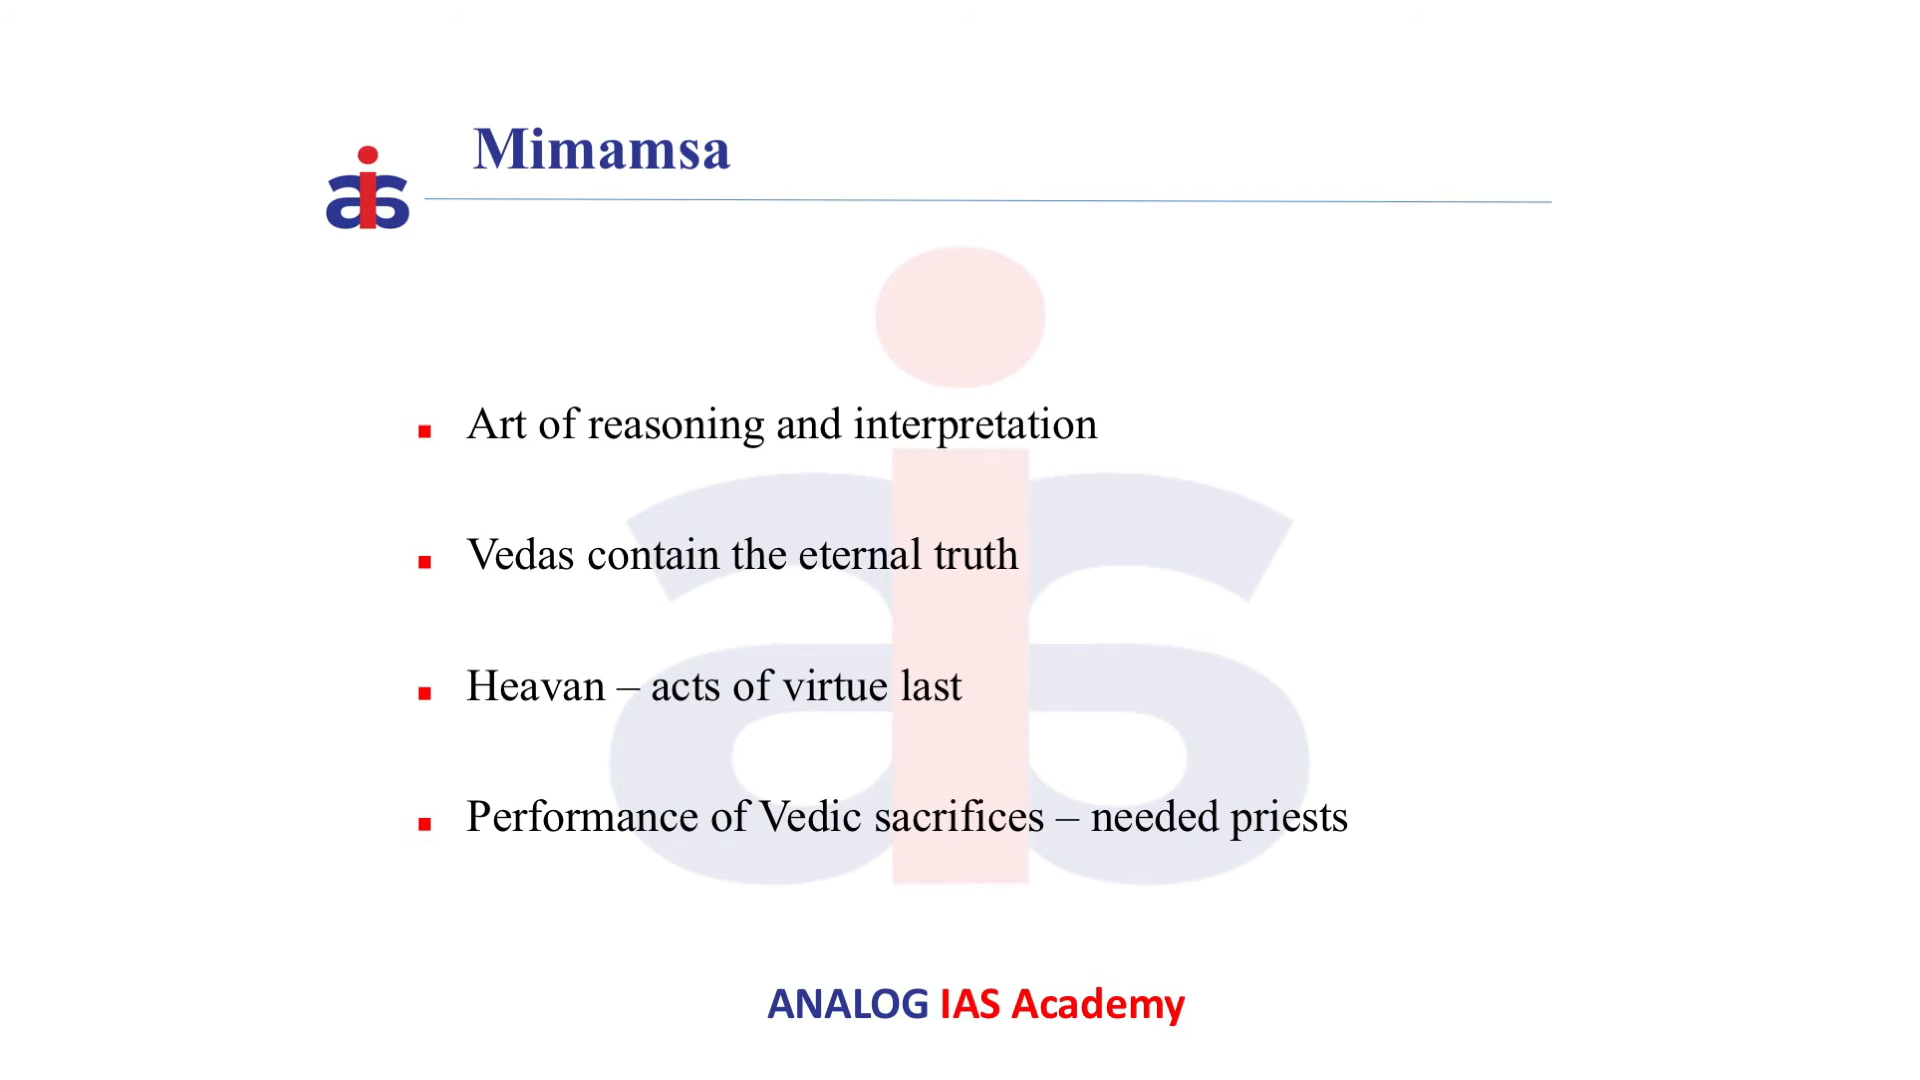 Mimamsa
Art of reasoning and interpretation
Vedas contain the eternal truth
Heavan – acts of virtue last
Performance of Vedic sacrifices – needed priests
ANALOG IAS Academy